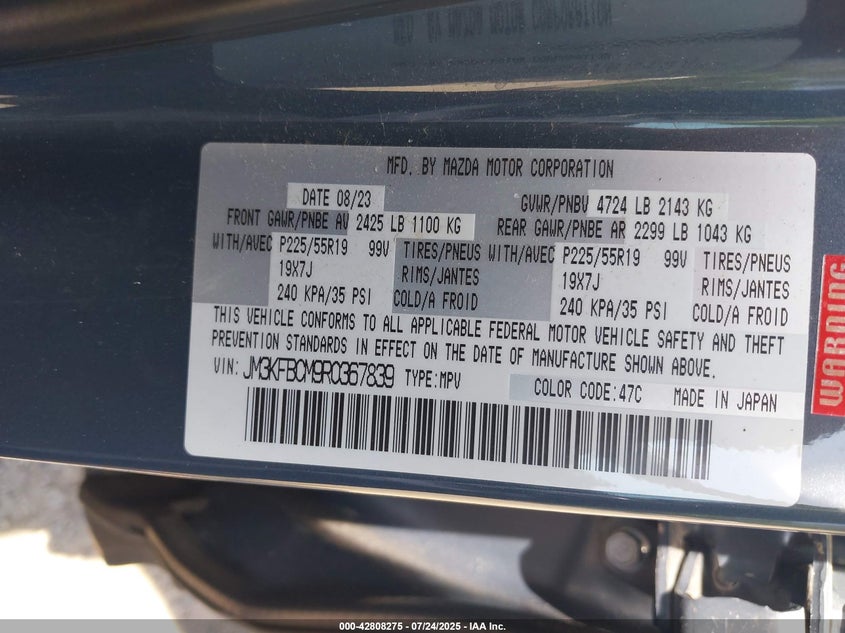 MFD. BY MAZDA MOTOR CORPORATION
DATE 08/23 GVWR/PNBV 4724 LB 2143 KG
FRONT GAWR/PNBE AV 2425 LB 1100 KG REAR GAWR/PNBE AR 2299 LB 1043 KG
WITH/AVEC P225/55R19 99V TIRES/PNEUS WITH/AVEC P225/55R19 99V TIRES/PNEUS
19X7J RIMS/JANTES 19X7J RIMS/JANTES
240 KPA/35 PSI COLD/A FROID 240 KPA/35 PSI COLD/A FROID
THIS VEHICLE CONFORMS TO ALL APPLICABLE FEDERAL MOTOR VEHICLE SAFETY AND THEFT
PREVENTION STANDARDS IN EFFECT ON THE DATE OF MANUFACTURE SHOWN ABOVE.
VIN: JM3KFBCM9R0367839 TYPE:MPV COLOR CODE:47C MADE IN JAPAN
WARNING
000-42808275 - 07/24/2025 - IAA Inc.